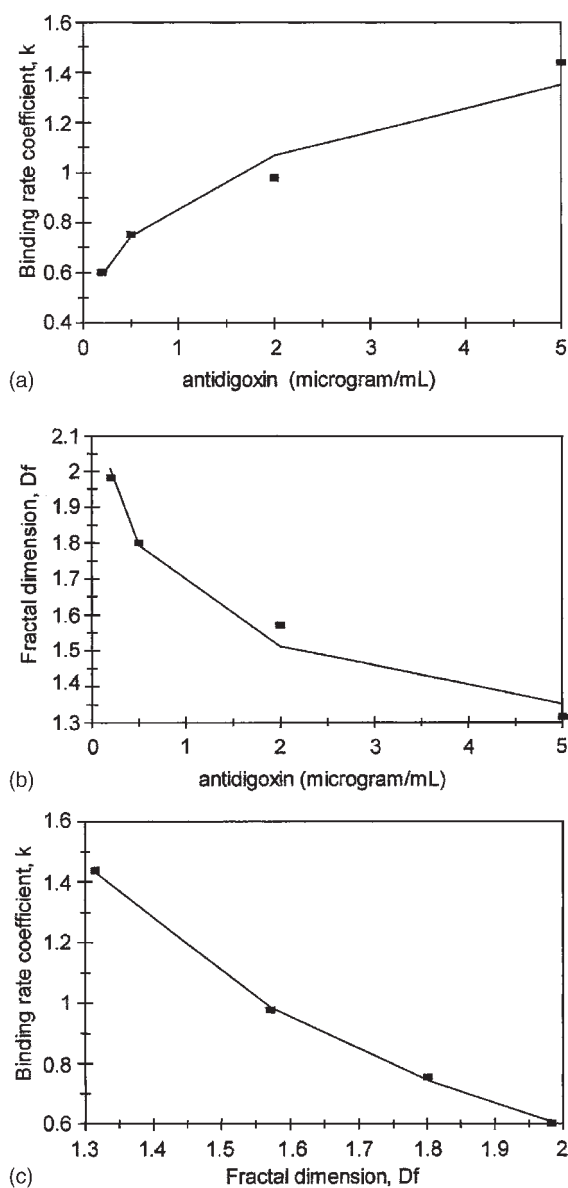 1.6
1.4
1.2
1
0.8
0.6
0.4
Binding rate coefficient, k
0 1 2 3 4 5
antidigoxin (microgram/mL)
(a)
2.1
2
1.9
1.8
1.7
1.6
1.5
1.4
1.3
Fractal dimension, Df
0 1 2 3 4 5
antidigoxin (microgram/mL)
(b)
1.6
1.4
1.2
1
0.8
0.6
Binding rate coefficient, k
1.3 1.4 1.5 1.6 1.7 1.8 1.9 2
Fractal dimension, Df
(c)